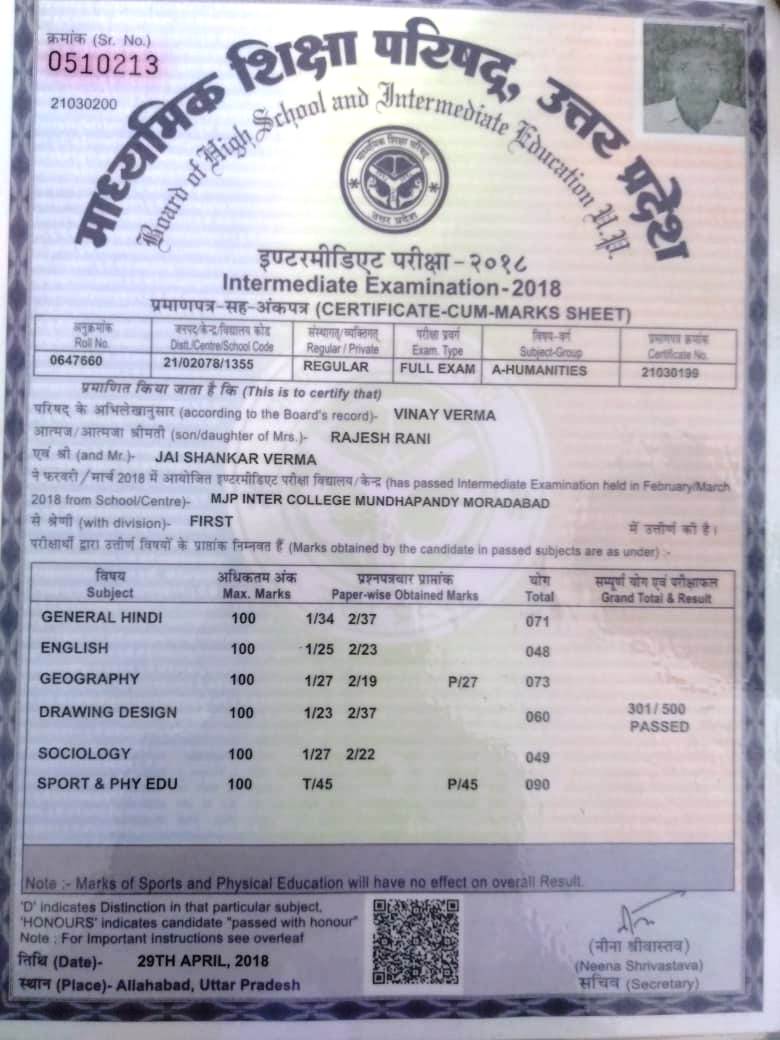 क्रमांक (Sr. No.)
0510213
21030200
माध्यमिक शिक्षा परिषद्, उत्तर प्रदेश
Board of High School and Intermediate Education U.P.
माध्यमिक शिक्षा परिषद्
उत्तर प्रदेश
इण्टरमीडिएट परीक्षा-२०१८
Intermediate Examination-2018
प्रमाणपत्र-सह-अंकपत्र (CERTIFICATE-CUM-MARKS SHEET)
अनुक्रमांक जनपद/केन्द्र/विद्यालय कोड संस्थागत/व्यक्तिगत परीक्षा प्रवर्ग विषय-वर्ग प्रमाणपत्र क्रमांक
Roll No. Distt./Centre/School Code Regular / Private Exam. Type Subject-Group Certificate No.
0647660 21/02078/1355 REGULAR FULL EXAM A-HUMANITIES 21030199
प्रमाणित किया जाता है कि (This is to certify that)
परिषद् के अभिलेखानुसार (according to the Board's record)- VINAY VERMA
आत्मज/आत्मजा श्रीमती (son/daughter of Mrs.)- RAJESH RANI
एवं श्री (and Mr.)- JAI SHANKAR VERMA
ने फरवरी/मार्च 2018 में आयोजित इण्टरमीडिएट परीक्षा विद्यालय/केन्द्र (has passed Intermediate Examination held in February/March
2018 from School/Centre)- MJP INTER COLLEGE MUNDHAPANDY MORADABAD
से श्रेणी (with division)- FIRST में उत्तीर्ण की है।
परीक्षार्थी द्वारा उत्तीर्ण विषयों के प्राप्तांक निम्नवत हैं (Marks obtained by the candidate in passed subjects are as under) :-
विषय अधिकतम अंक प्रश्नपत्रवार प्राप्तांक योग सम्पूर्ण योग एवं परीक्षाफल
Subject Max. Marks Paper-wise Obtained Marks Total Grand Total & Result
GENERAL HINDI 100 1/34 2/37 071
ENGLISH 100 1/25 2/23 048
GEOGRAPHY 100 1/27 2/19 P/27 073
DRAWING DESIGN 100 1/23 2/37 060 301/ 500
PASSED
SOCIOLOGY 100 1/27 2/22 049
SPORT & PHY EDU 100 T/45 P/45 090
Note :- Marks of Sports and Physical Education will have no effect on overall Result.
'D' indicates Distinction in that particular subject,
'HONOURS' indicates candidate "passed with honour"
Note : For Important instructions see overleaf
तिथि (Date)- 29TH APRIL, 2018
स्थान (Place)- Allahabad, Uttar Pradesh
(नीना श्रीवास्तव)
(Neena Shrivastava)
सचिव (Secretary)